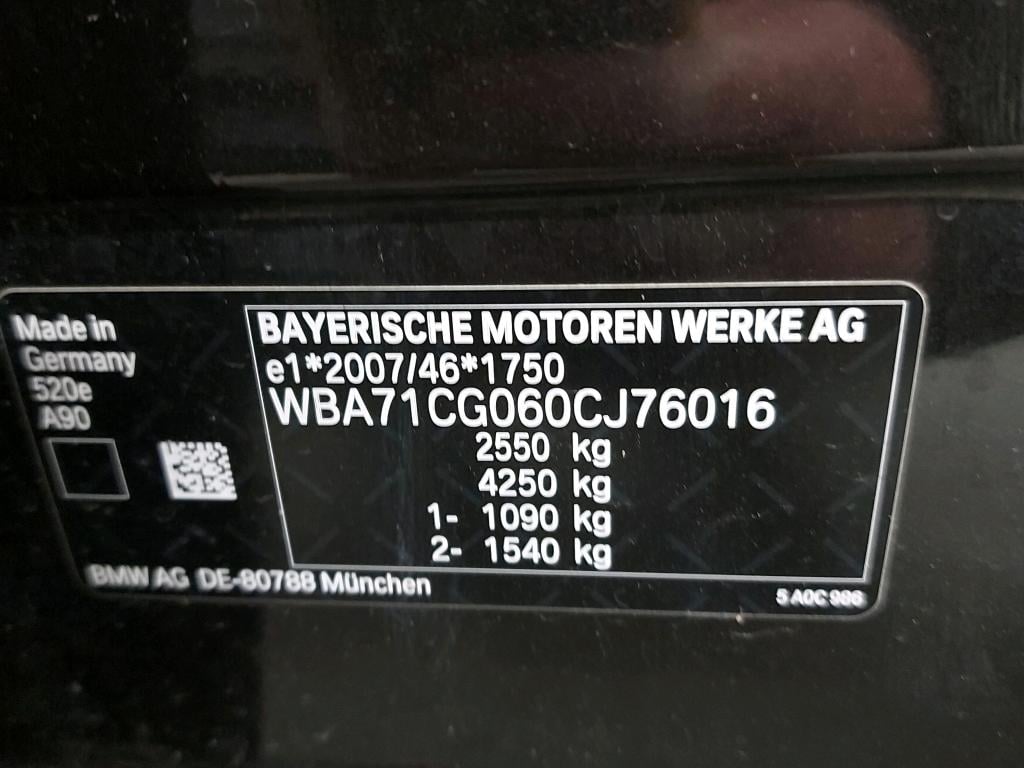 Made in
Germany
520e
A90
BAYERISCHE MOTOREN WERKE AG
e1*2007/46*1750
WBA71CG060CJ76016
2550 kg
4250 kg
1- 1090 kg
2- 1540 kg
BMW AG DE-80788 München
5 A0C 986